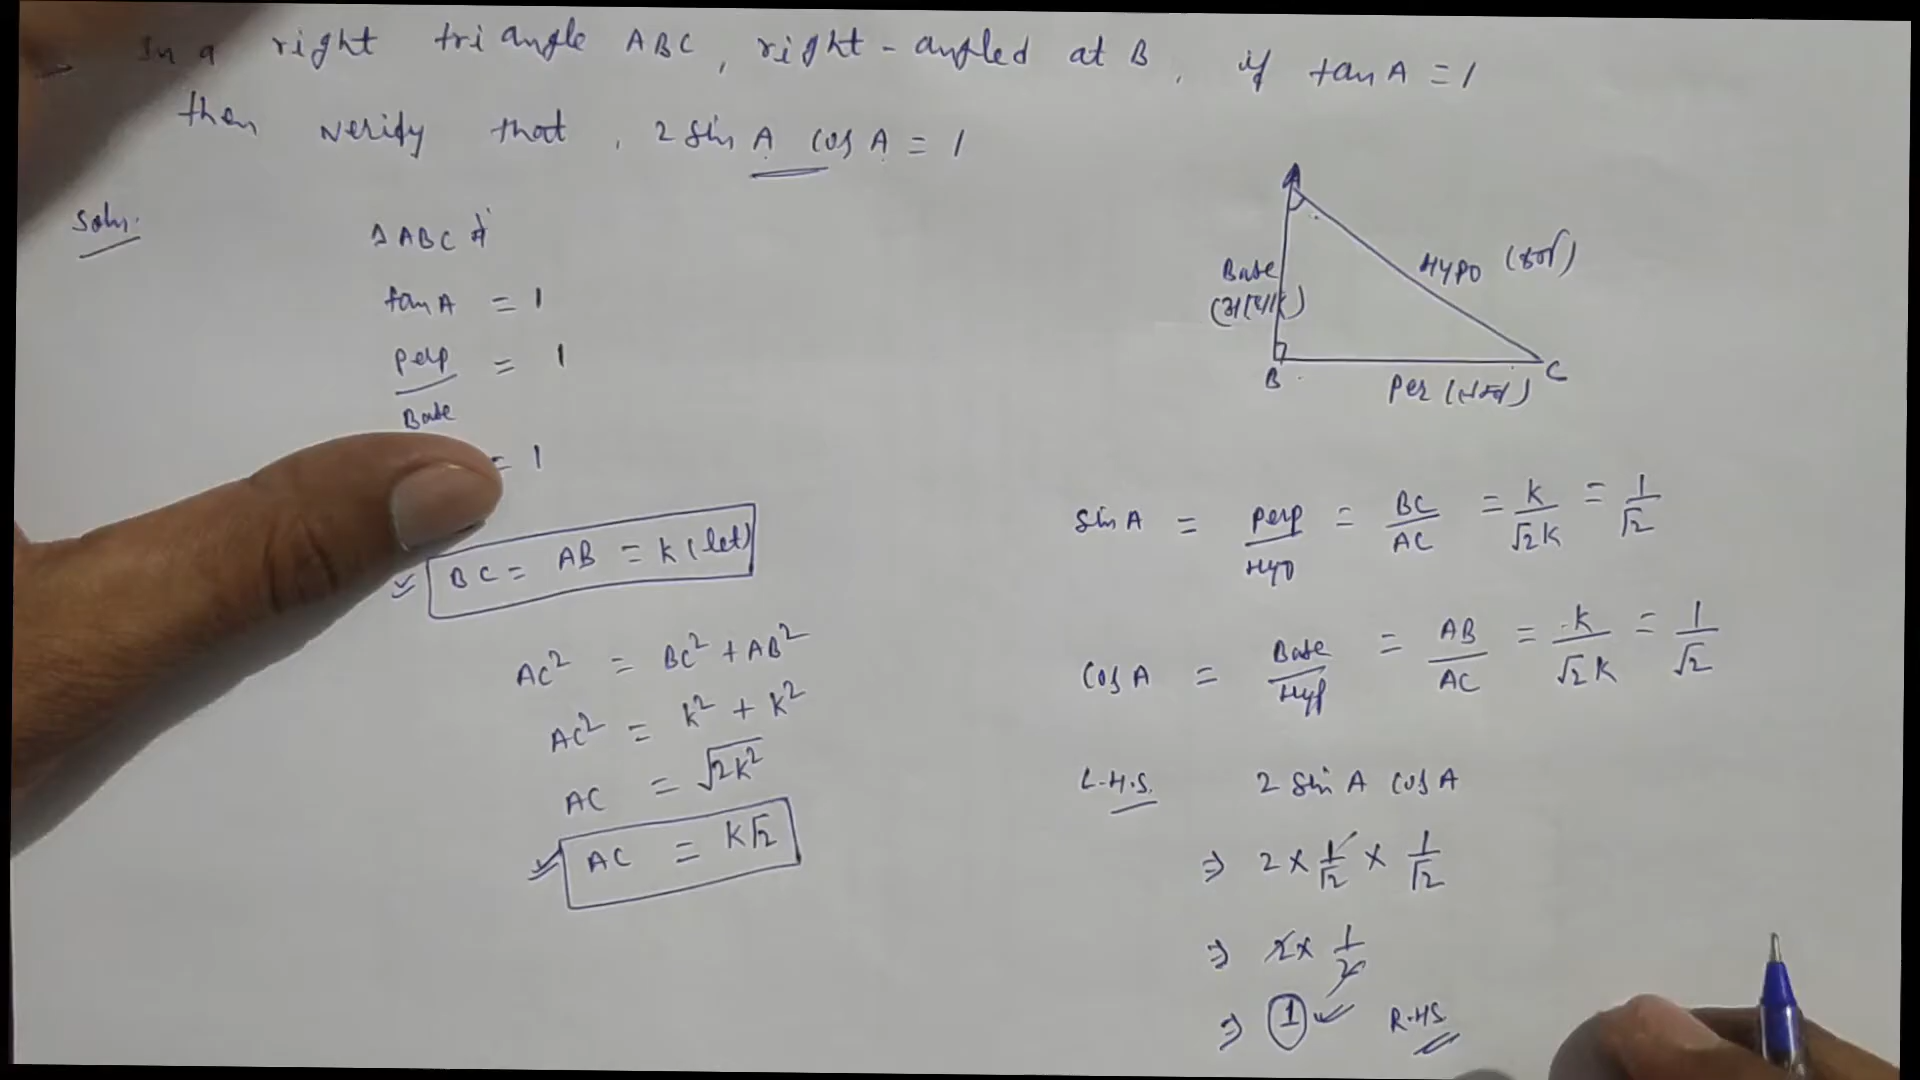 In a right triangle ABC, right-angled at B, if tan A = 1
then verify that, 2 sin A cos A = 1
Soln.
Δ ABC में
tan A = 1
Perp/Base = 1
= 1
BC = AB = K (let)
AC² = BC² + AB²
AC² = K² + K²
AC = √2K²
AC = K√2
A
Base
Hypo (कर्ण)
(आधार)
B
C
Per (लम्ब)
sin A = Perp/Hyp = BC/AC = K/√2K = 1/√2
cos A = Base/Hyp = AB/AC = K/√2K = 1/√2
L.H.S. 2 sin A cos A
⇒ 2 × 1/√2 × 1/√2
⇒ 2 × 1/2
⇒ 1 R.H.S